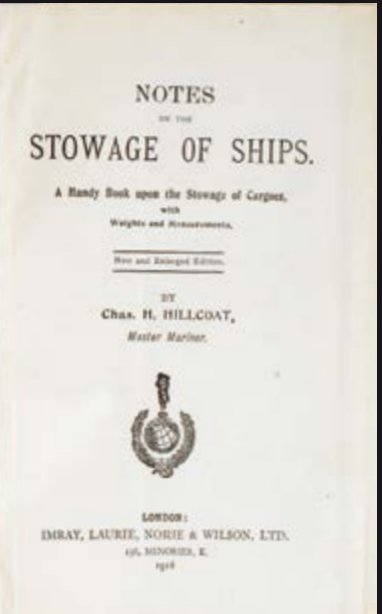 NOTES
ON THE
STOWAGE OF SHIPS.
A Handy Book upon the Stowage of Cargoes,
with
Weights and Measurements.
New and Enlarged Edition.
BY
Chas. H. HILLCOAT,
Master Mariner.
LONDON:
IMRAY, LAURIE, NORIE & WILSON, LTD.
156, MINORIES, E.